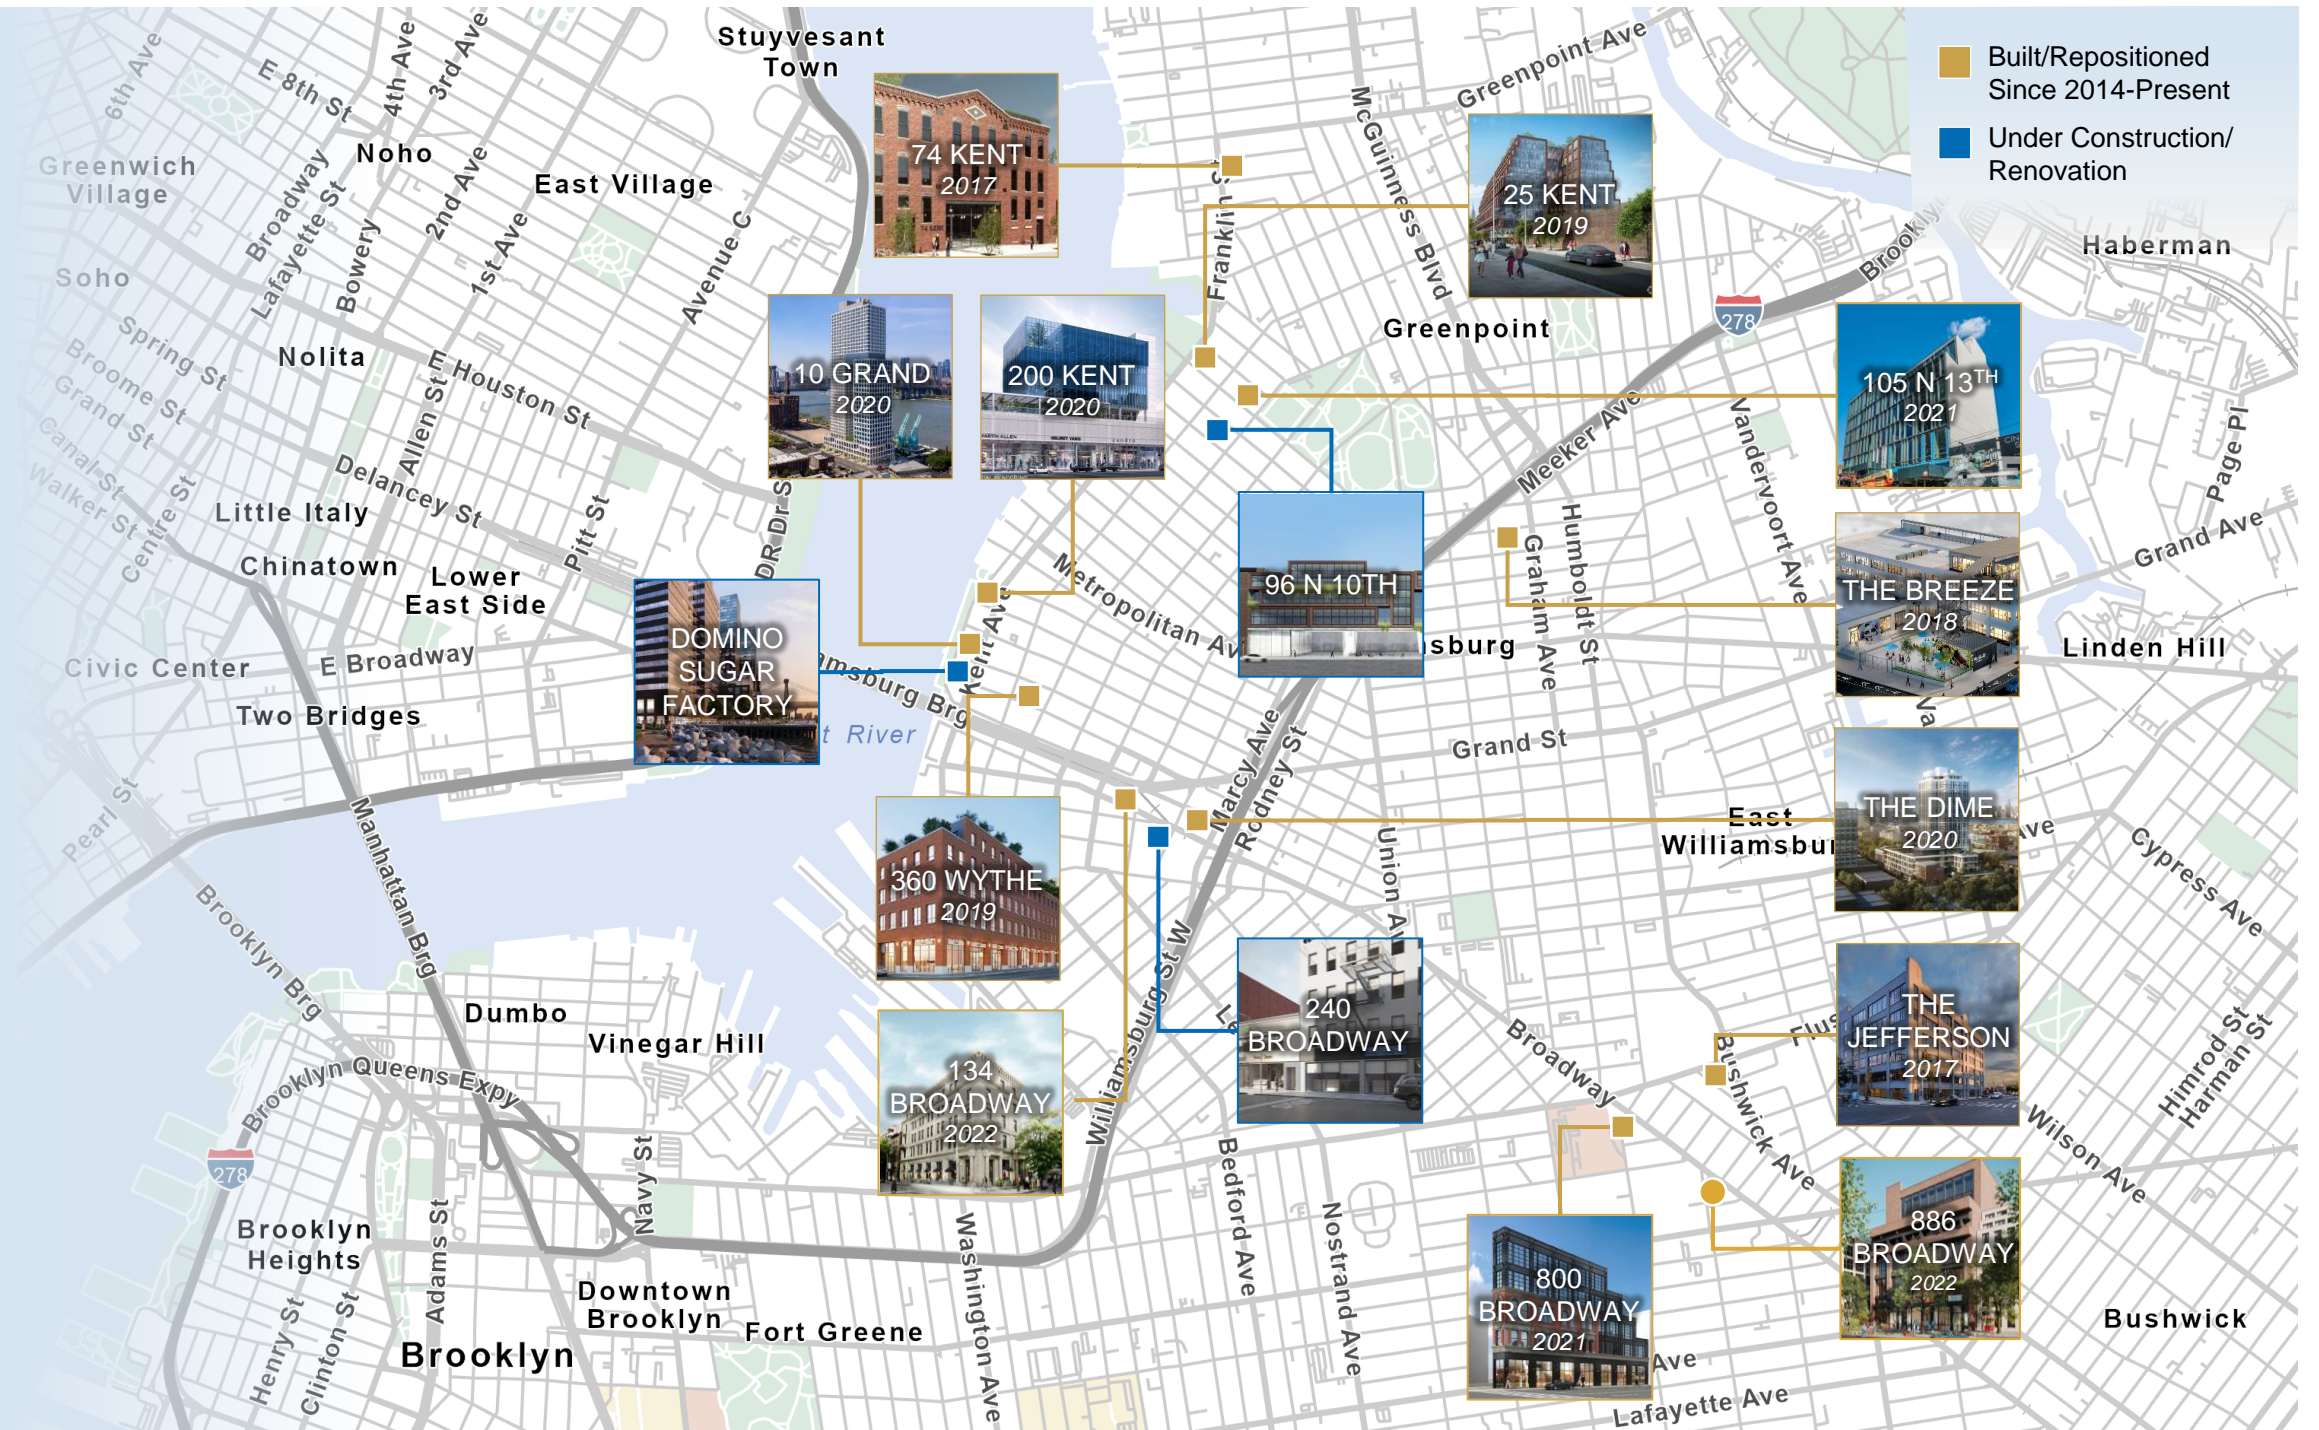 Built/Repositioned
Since 2014-Present
Under Construction/
Renovation
Stuyvesant
Town
6th Ave
E 8th St
4th Ave
3rd Ave
Greenwich
Village
Noho
2nd Ave
East Village
Broadway
Lafayette St
Bowery
1st Ave
Avenue C
Soho
Spring St
Broome St
Grand St
Canal St
Walker St
Centre St
Nolita
E Houston St
Allen St
Delancey St
Pitt St
Little Italy
Chinatown
Lower
East Side
Civic Center
E Broadway
Two Bridges
Pearl St
Manhattan Brg
Brooklyn Brg
74 KENT
2017
25 KENT
2019
Greenpoint Ave
McGuinness Blvd
Greenpoint
278
Haberman
10 GRAND
2020
200 KENT
2020
105 N 13TH
2021
Meeker Ave
Vandervoort Ave
Page Pl
Grand Ave
Metropolitan Av
96 N 10TH
Humboldt St
Graham Ave
THE BREEZE
2018
Linden Hill
DOMINO
SUGAR
FACTORY
Kent Ave
River
Marcy Ave
Rodney St
Grand St
East
THE DIME
2020
Cypress Ave
360 WYTHE
2019
Union Av
Williamsburg St W
240
BROADWAY
Broadway
THE
JEFFERSON
2017
Bushwick Ave
Himrod St
Harman St
Wilson Ave
134
BROADWAY
2022
Dumbo
Vinegar Hill
Brooklyn Queens Expy
278
Navy St
Adams St
Brooklyn
Heights
Henry St
Clinton St
Downtown
Brooklyn
Fort Greene
Brooklyn
Washington Ave
Bedford Ave
Nostrand Ave
800
BROADWAY
2021
886
BROADWAY
2022
Bushwick
Ave
Lafayette Ave